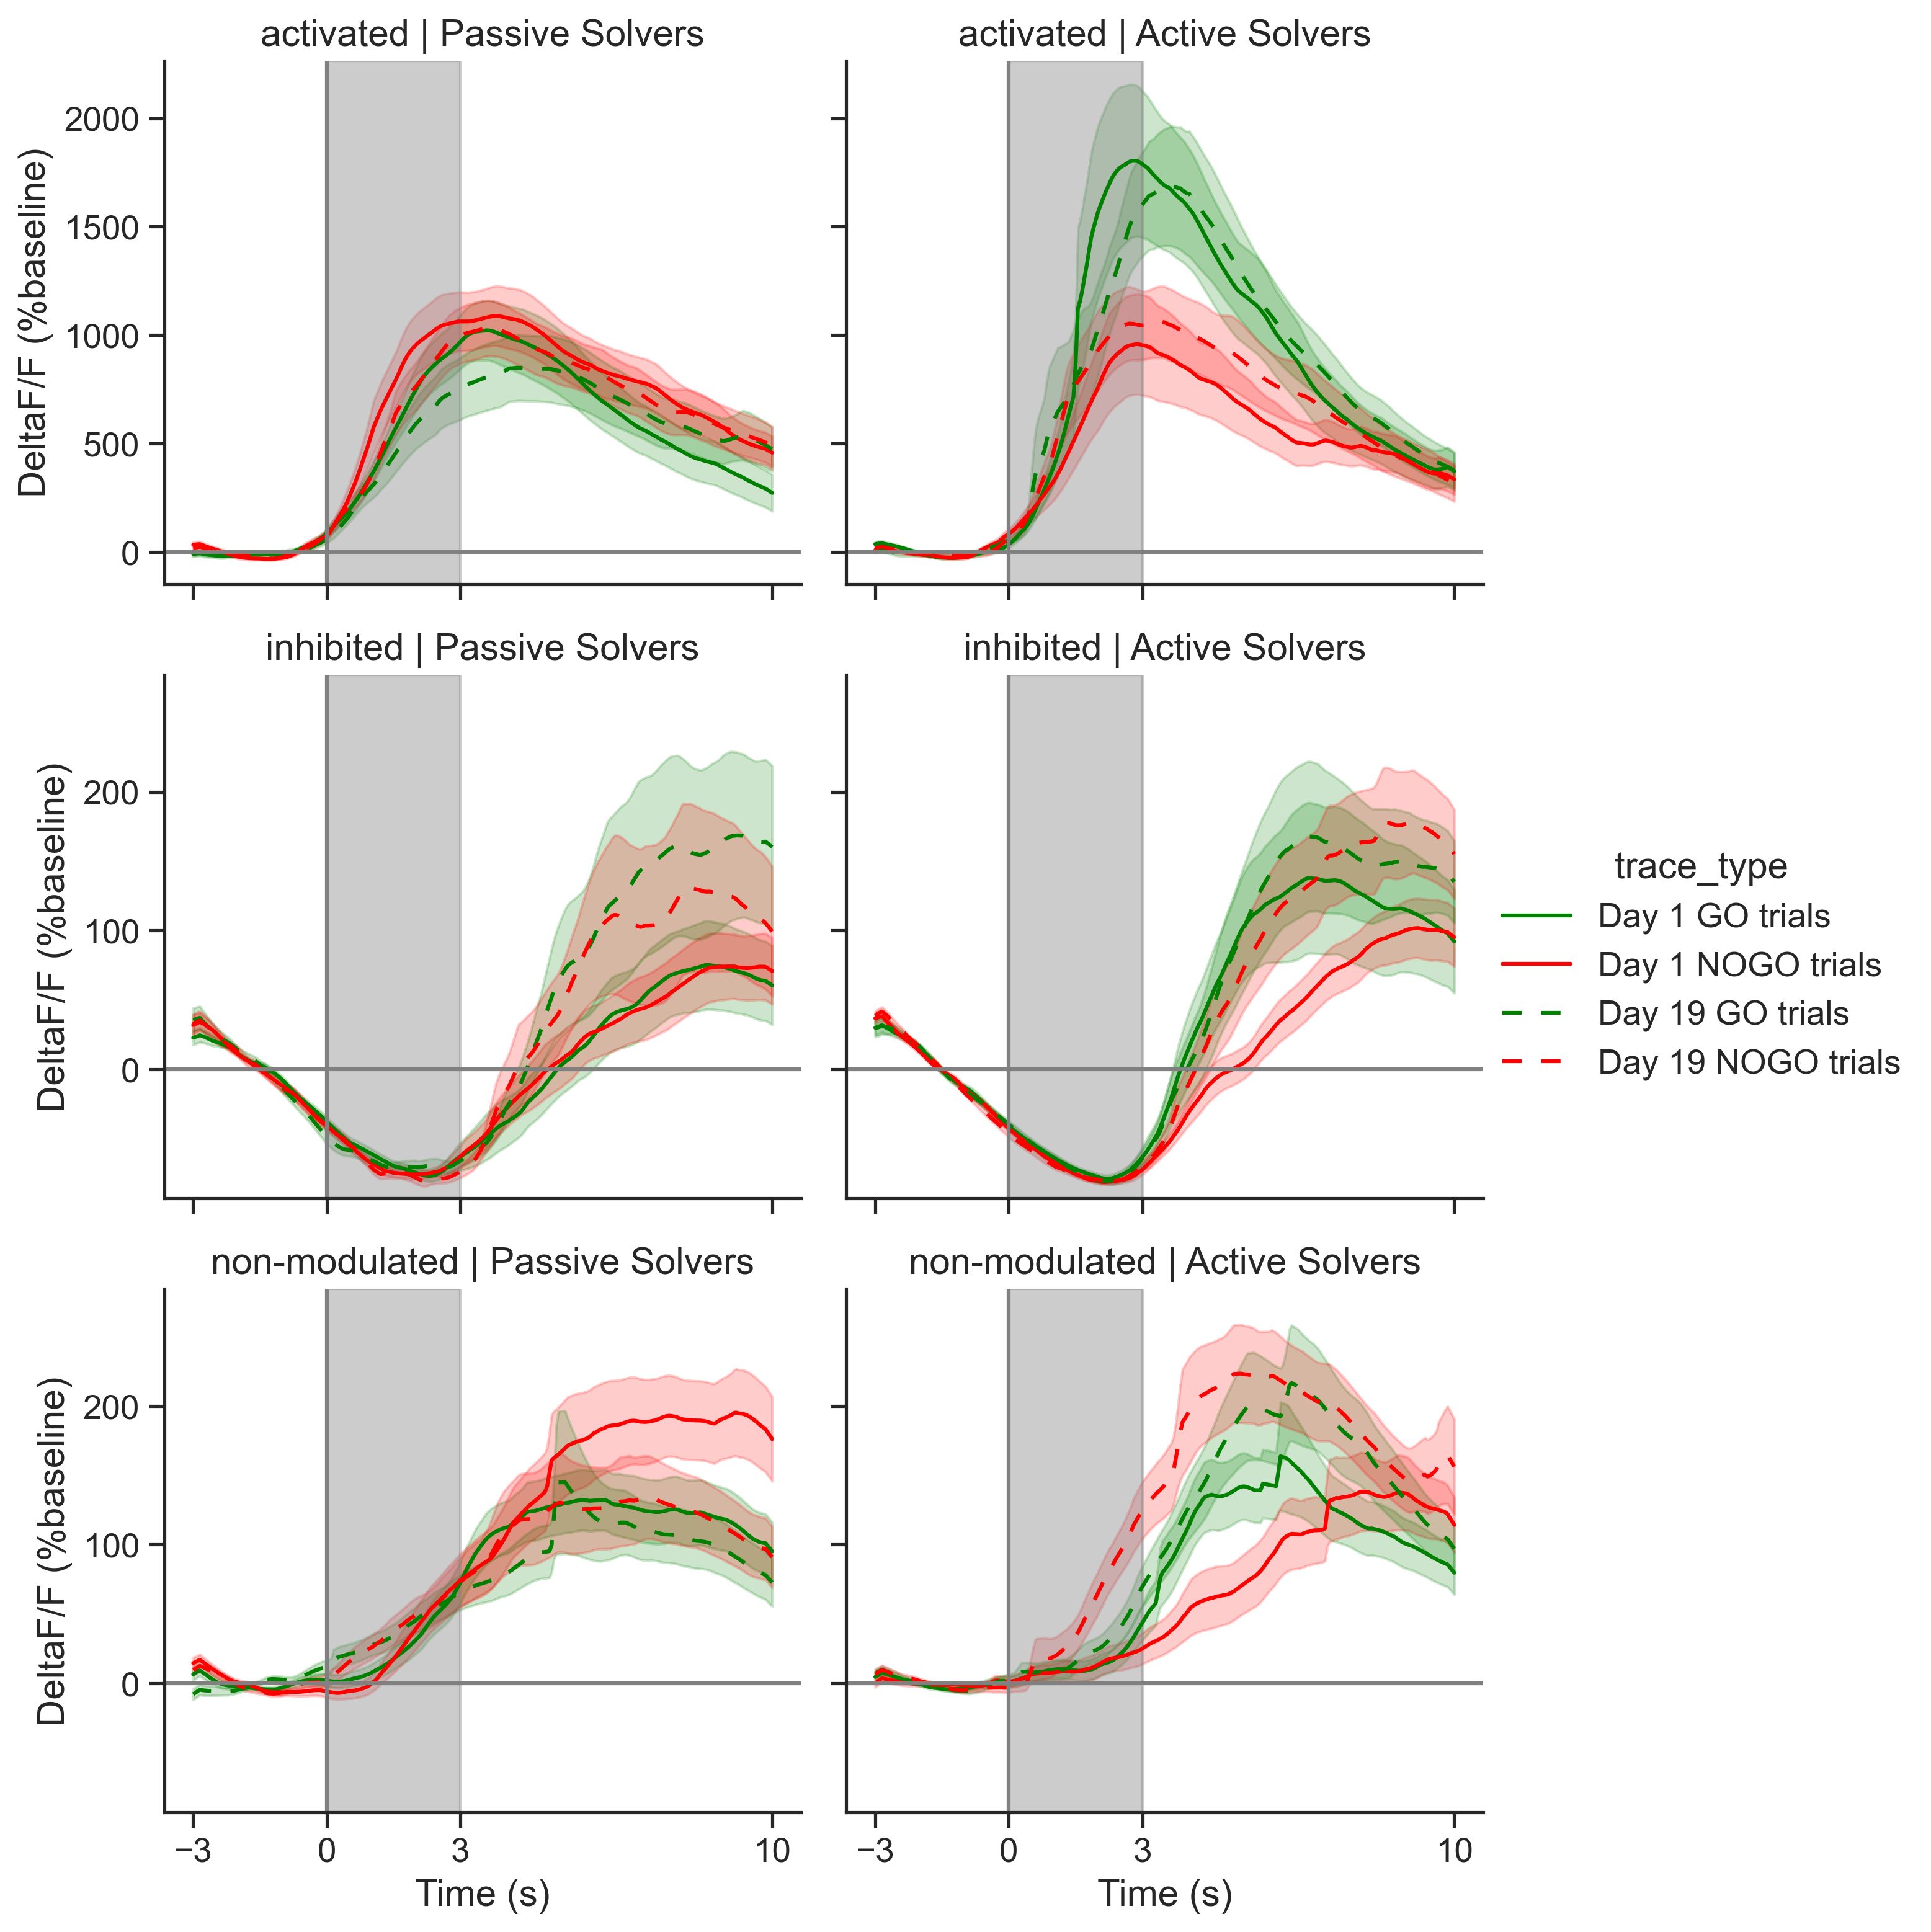 activated | Passive Solvers
activated | Active Solvers
DeltaF/F (%baseline)
2000
1500
1000
500
0
inhibited | Passive Solvers
inhibited | Active Solvers
DeltaF/F (%baseline)
200
100
0
trace_type
Day 1 GO trials
Day 1 NOGO trials
Day 19 GO trials
Day 19 NOGO trials
non-modulated | Passive Solvers
non-modulated | Active Solvers
DeltaF/F (%baseline)
200
100
0
−3 0 3 10
−3 0 3 10
Time (s)
Time (s)